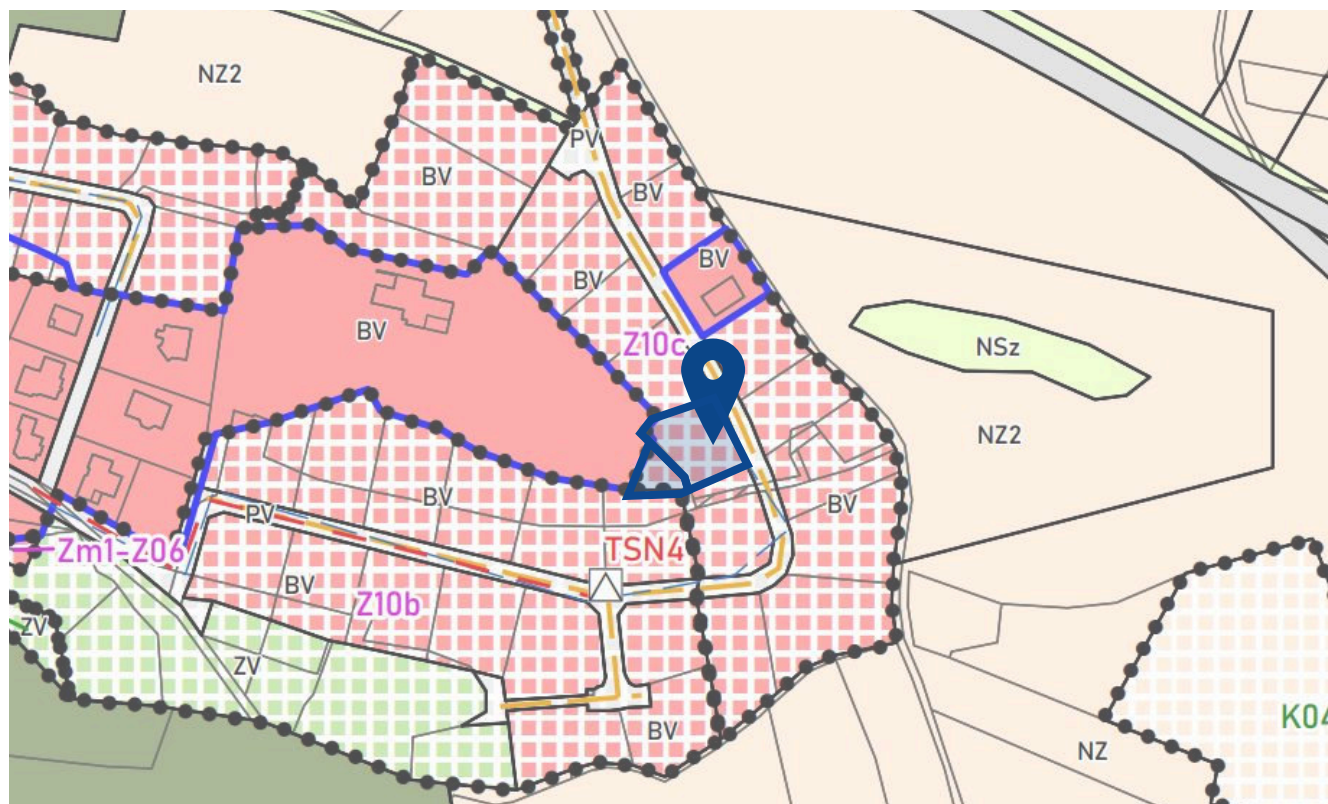 NZ2
PV
BV
BV
BV
BV
BV
Z10c
NSz
NZ2
BV
BV
PV
TSN4
Zm1-Z06
BV
Z10b
ZV
ZV
K04
BV
NZ